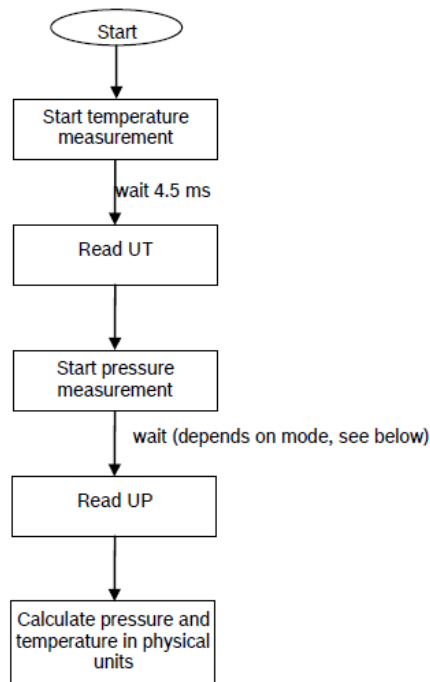 Start
Start temperature
measurement
wait 4.5 ms
Read UT
Start pressure
measurement
wait (depends on mode, see below)
Read UP
Calculate pressure and
temperature in physical
units